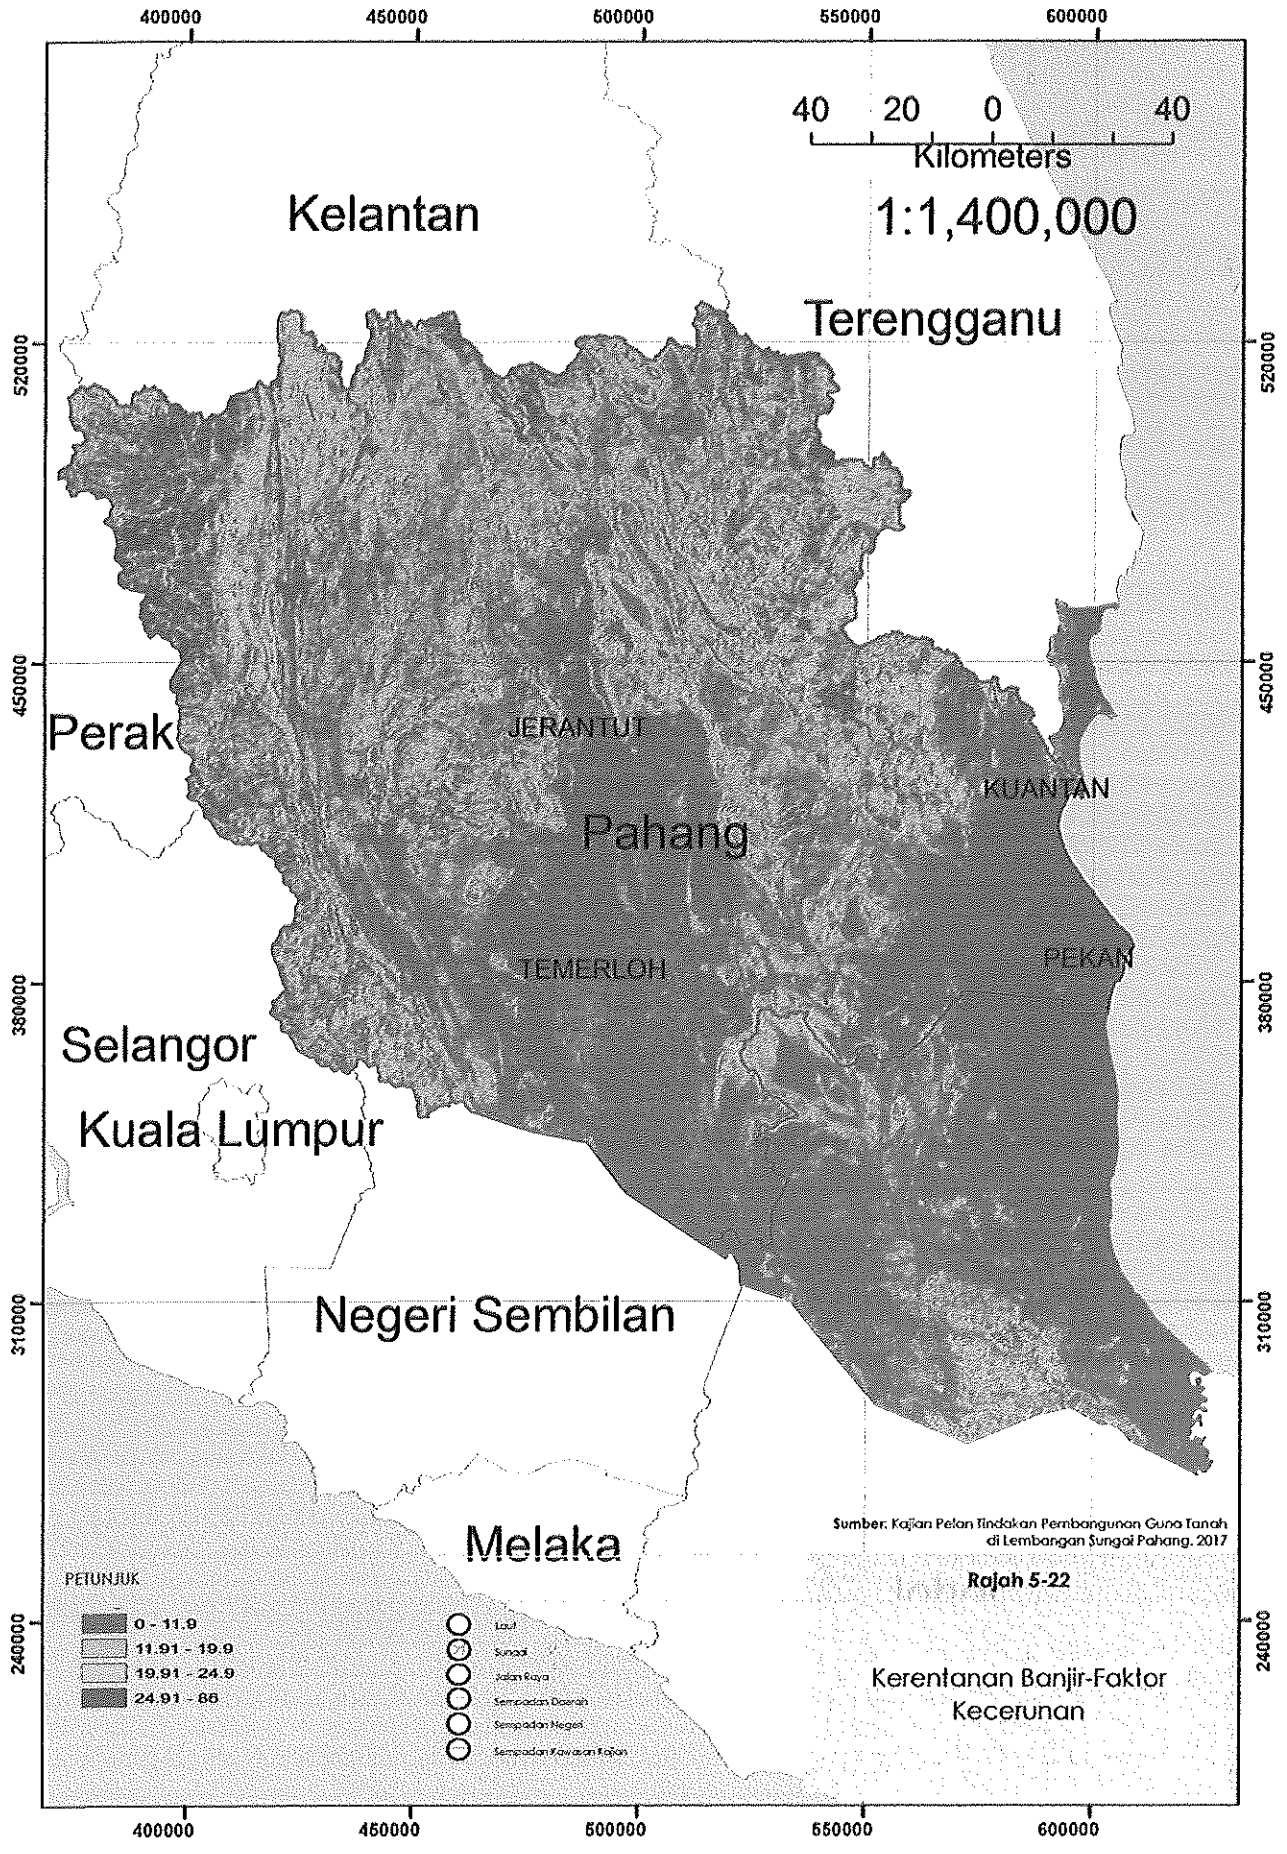 400000 450000 500000 550000 600000
40 20 0 40
Kilometers
1:1,400,000
Kelantan
Terengganu
520000 520000
450000 450000
JERANTUT
Perak
KUANTAN
Pahang
TEMERLOH
PEKAN
380000 380000
Selangor
Kuala Lumpur
Negeri Sembilan
310000 310000
Melaka
Sumber: Kajian Pelan Tindakan Pembangunan Guna Tanah
di Lembangan Sungai Pahang, 2017
PETUNJUK
0 - 11.9
11.91 - 19.9
19.91 - 24.9
24.91 - 86
Laut
Sungai
Jalan Raya
Sempadan Daerah
Sempadan Negeri
Sempadan Kawasan Kajian
Rajah 5-22
240000 240000
Kerentanan Banjir-Faktor
Kecerunan
400000 450000 500000 550000 600000